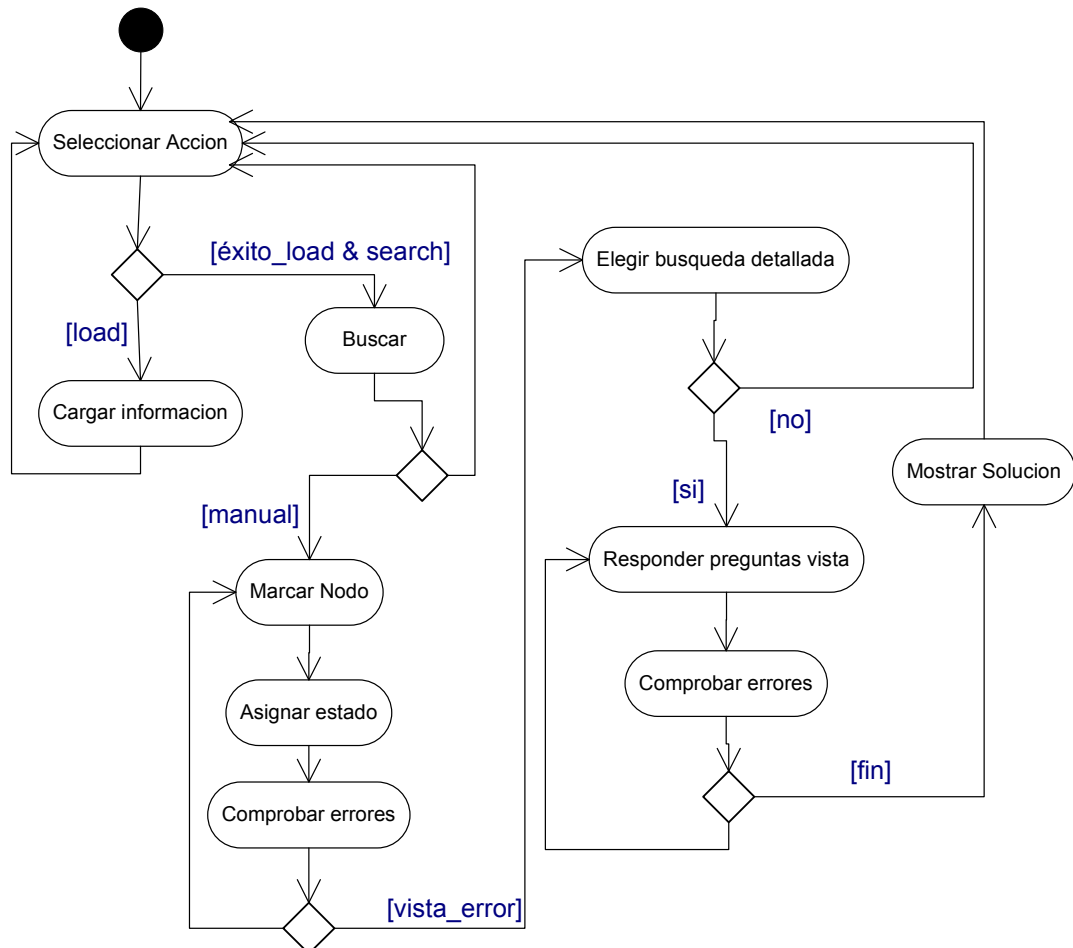 Seleccionar Accion
[éxito_load & search]
Elegir busqueda detallada
[load]
Buscar
Cargar informacion
[no]
Mostrar Solucion
[si]
[manual]
Responder preguntas vista
Marcar Nodo
Comprobar errores
Asignar estado
[fin]
Comprobar errores
[vista_error]